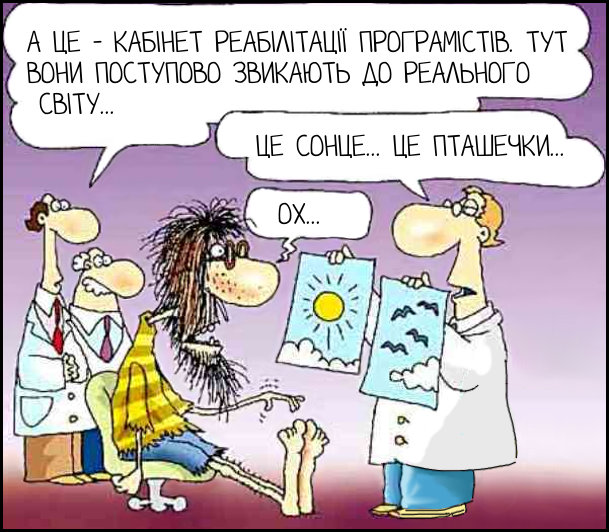 А ЦЕ - КАБІНЕТ РЕАБІЛІТАЦІЇ ПРОГРАМІСТІВ. ТУТ
ВОНИ ПОСТУПОВО ЗВИКАЮТЬ ДО РЕАЛЬНОГО
СВІТУ...
ЦЕ СОНЦЕ... ЦЕ ПТАШЕЧКИ...
ОХ...